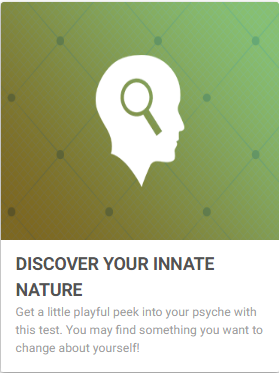 DISCOVER YOUR INNATE
NATURE
Get a little playful peek into your psyche with
this test. You may find something you want to
change about yourself!